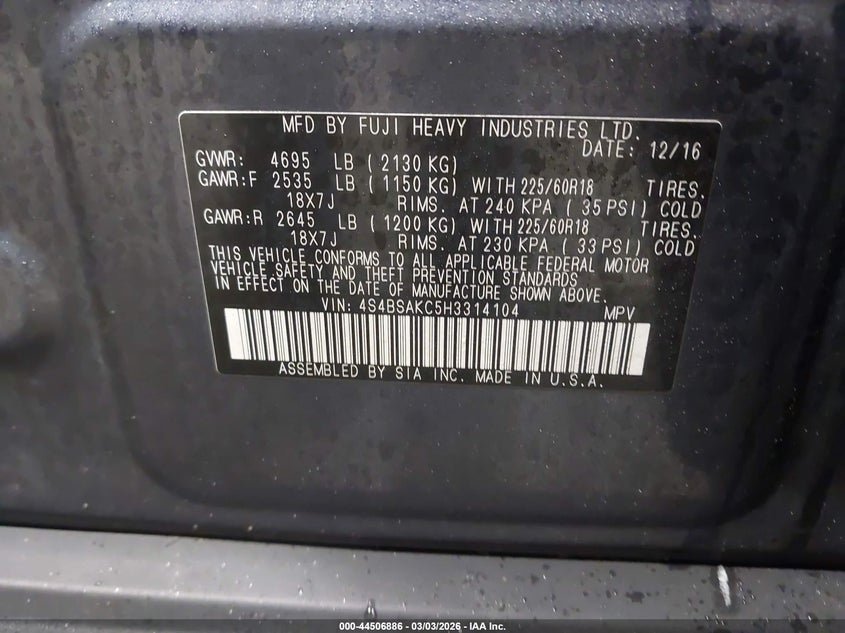 MFD BY FUJI HEAVY INDUSTRIES LTD.
DATE: 12/16
GVWR: 4695 LB ( 2130 KG)
GAWR:F 2535 LB ( 1150 KG) WITH 225/60R18 TIRES.
18X7J RIMS. AT 240 KPA ( 35 PSI) COLD
GAWR:R 2645 LB ( 1200 KG) WITH 225/60R18 TIRES.
18X7J RIMS. AT 230 KPA ( 33 PSI) COLD
THIS VEHICLE CONFORMS TO ALL APPLICABLE FEDERAL MOTOR
VEHICLE SAFETY AND THEFT PREVENTION STANDARDS
IN EFFECT ON THE DATE OF MANUFACTURE SHOWN ABOVE.
VIN: 4S4BSAKC5H3314104 MPV
ASSEMBLED BY SIA INC. MADE IN U.S.A.
000-44506886 - 03/03/2026 - IAA Inc.